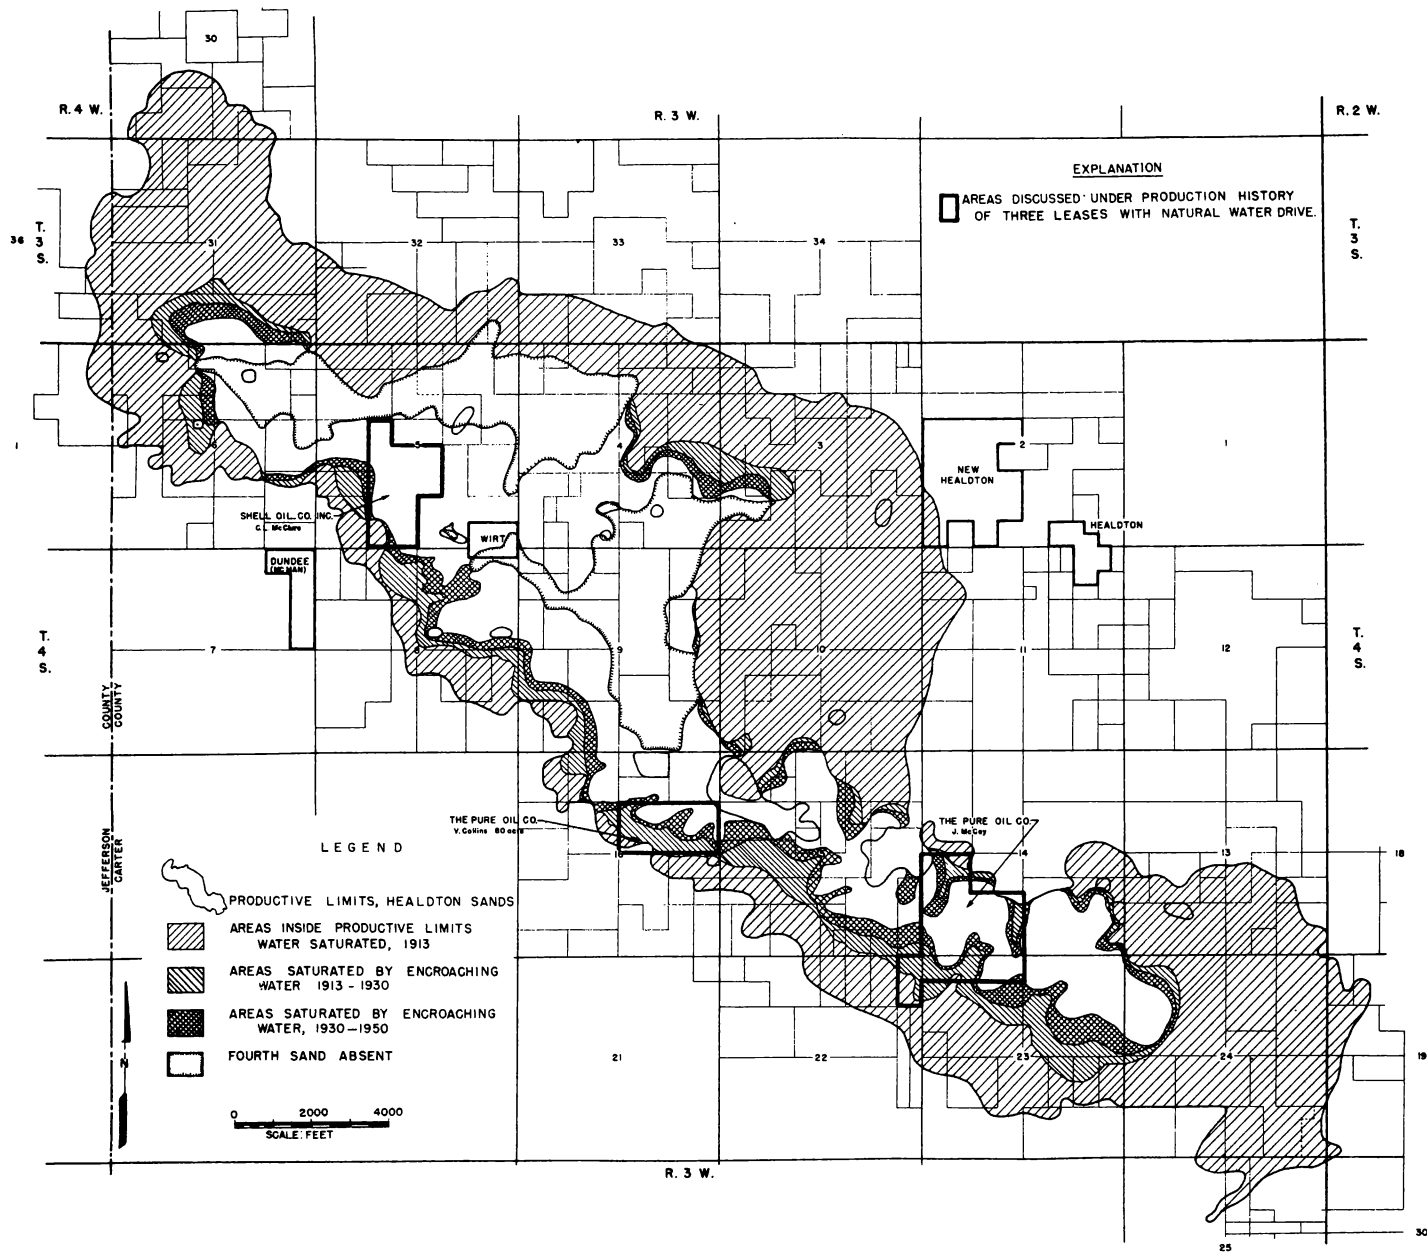 30
R. 4 W.
R. 3 W.
R. 2 W.
EXPLANATION
AREAS DISCUSSED UNDER PRODUCTION HISTORY
OF THREE LEASES WITH NATURAL WATER DRIVE.
36
T.
3
S.
31
32
33
34
T.
3
S.
1
6
5
4
3
2
1
NEW
HEALDTON
SHELL OIL CO. INC.
C.L. McClure
WIRT
HEALDTON
DUNDEE
(McMAN)
T.
4
S.
7
8
9
10
11
12
T.
4
S.
COUNTY
COUNTY
THE PURE OIL CO.
V. Collins 80 acre
THE PURE OIL CO.
J. McCoy
16
14
13
18
JEFFERSON
CARTER
LEGEND
PRODUCTIVE LIMITS, HEALDTON SANDS
AREAS INSIDE PRODUCTIVE LIMITS
WATER SATURATED, 1913
AREAS SATURATED BY ENCROACHING
WATER 1913 - 1930
AREAS SATURATED BY ENCROACHING
WATER, 1930-1950
FOURTH SAND ABSENT
N
0 2000 4000
SCALE: FEET
21
22
23
24
19
R. 3 W.
25
30